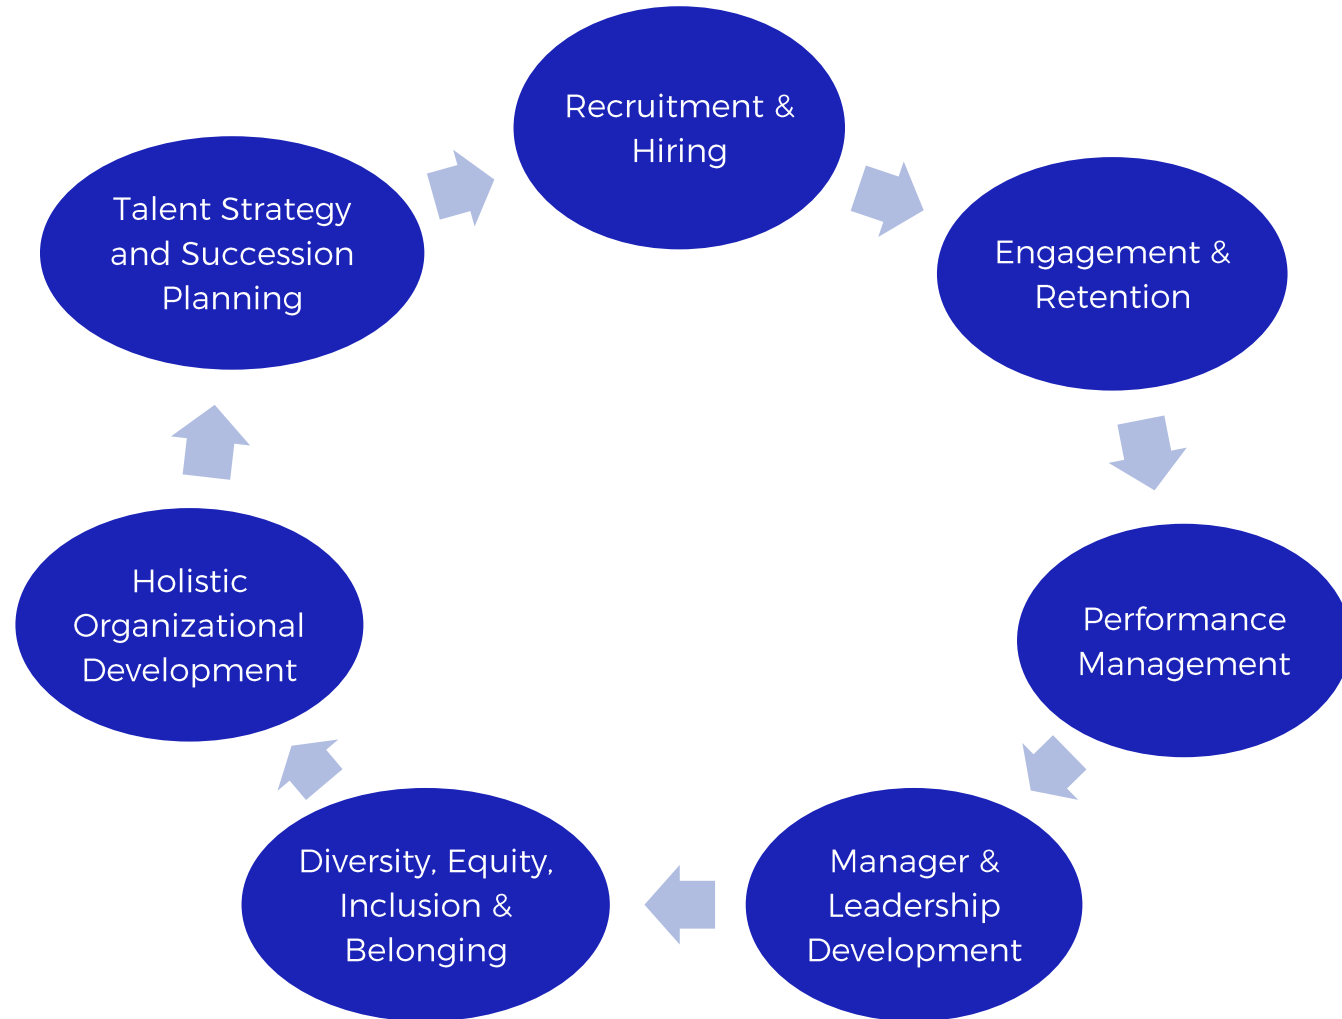 Recruitment &
Hiring
Engagement &
Retention
Performance
Management
Manager &
Leadership
Development
Diversity, Equity,
Inclusion &
Belonging
Holistic
Organizational
Development
Talent Strategy
and Succession
Planning